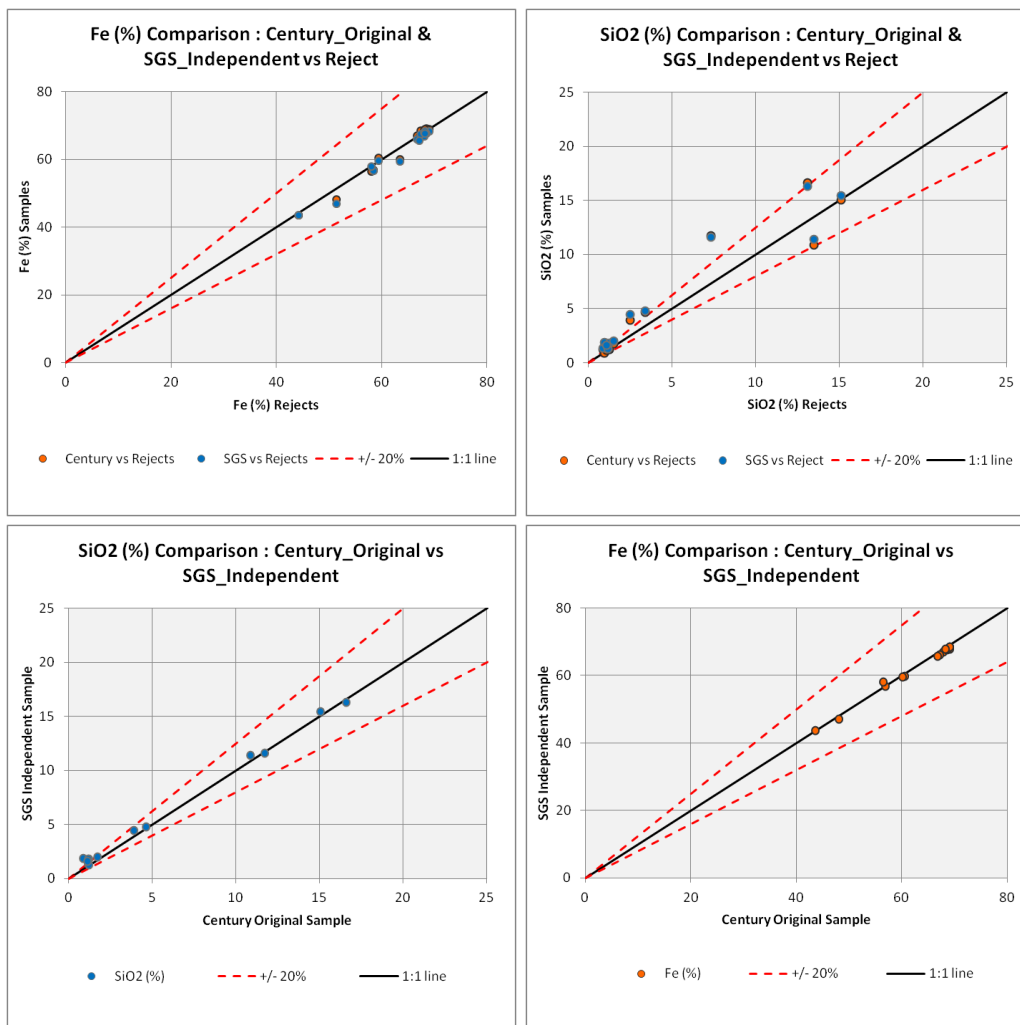 Fe (%) Comparison : Century_Original &
SGS_Independent vs Reject
80
60
40
20
0
0
20
40
60
80
Fe (%) Samples
Fe (%) Rejects
Century vs Rejects
SGS vs Rejects
+/- 20%
1:1 line
SiO2 (%) Comparison : Century_Original &
SGS_Independent vs Reject
25
20
15
10
5
0
0
5
10
15
20
25
SiO2 (%) Samples
SiO2 (%) Rejects
Century vs Rejects
SGS vs Reject
+/- 20%
1:1 line
SiO2 (%) Comparison : Century_Original vs
SGS_Independent
25
20
15
10
5
0
0
5
10
15
20
25
SGS Independent Sample
Century Original Sample
SiO2 (%)
+/- 20%
1:1 line
Fe (%) Comparison : Century_Original vs
SGS_Independent
80
60
40
20
0
0
20
40
60
80
SGS Independent Sample
Century Original Sample
Fe (%)
+/- 20%
1:1 line